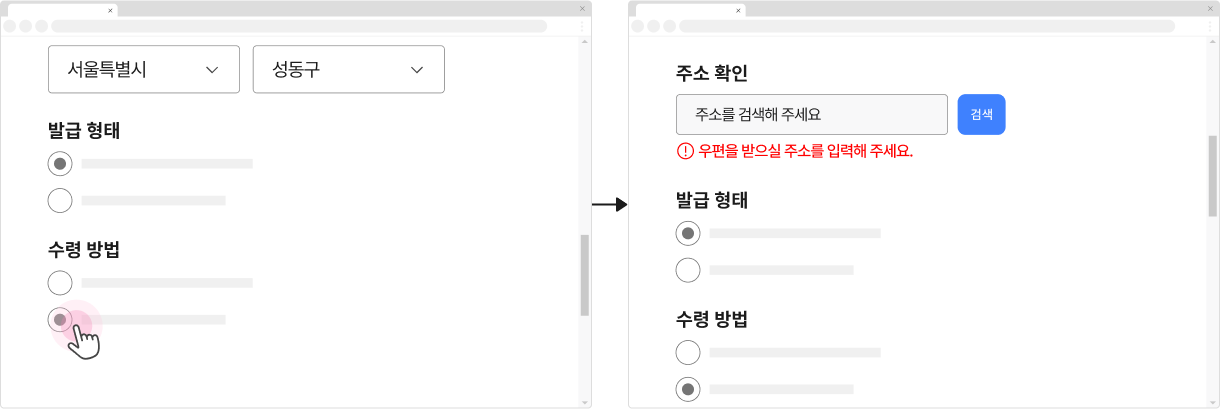 서울특별시
성동구
발급 형태
수령 방법
주소 확인
주소를 검색해 주세요
검색
우편을 받으실 주소를 입력해 주세요.
발급 형태
수령 방법